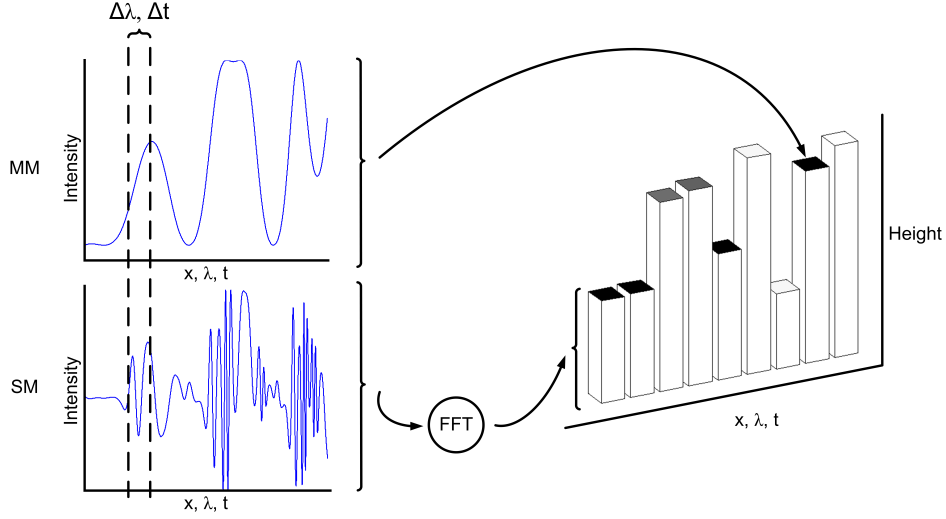 Δλ, Δt
MM
Intensity
x, λ, t
SM
Intensity
x, λ, t
FFT
Height
x, λ, t